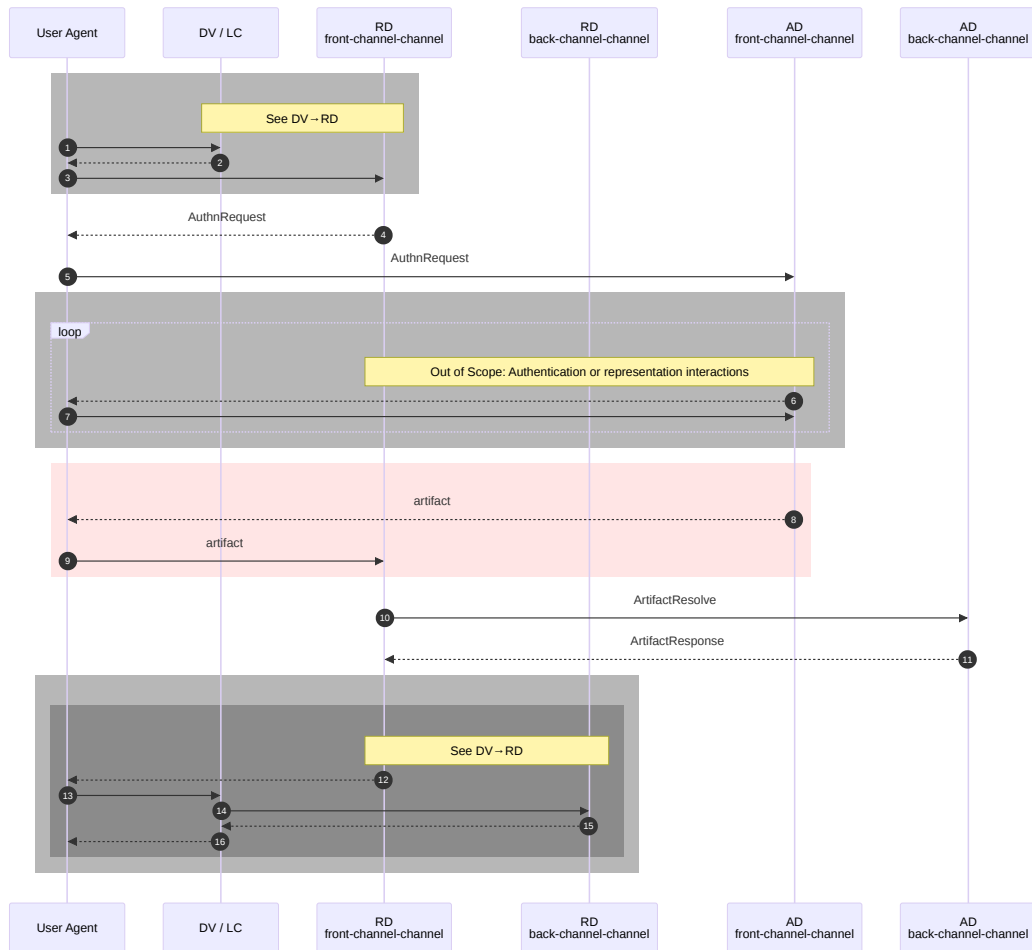 User Agent
DV / LC
RD
front-channel-channel
RD
back-channel-channel
AD
front-channel-channel
AD
back-channel-channel
See DV→RD
1
2
3
AuthnRequest
4
AuthnRequest
5
loop
Out of Scope: Authentication or representation interactions
6
7
artifact
8
artifact
9
ArtifactResolve
10
ArtifactResponse
11
See DV→RD
12
13
14
15
16
User Agent
DV / LC
RD
front-channel-channel
RD
back-channel-channel
AD
front-channel-channel
AD
back-channel-channel